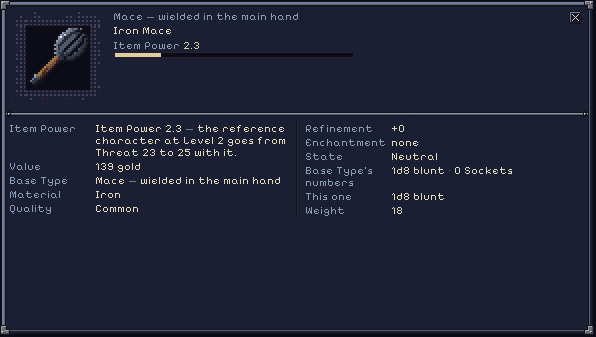 Mace — wielded in the main hand
Iron Mace
Item Power 2.3
Item Power Item Power 2.3 — the reference
character at Level 2 goes from
Threat 23 to 25 with it.
Value 139 gold
Base Type Mace — wielded in the main hand
Material Iron
Quality Common
Refinement +0
Enchantment none
State Neutral
Base Type's 1d8 blunt · 0 Sockets
numbers
This one 1d8 blunt
Weight 18